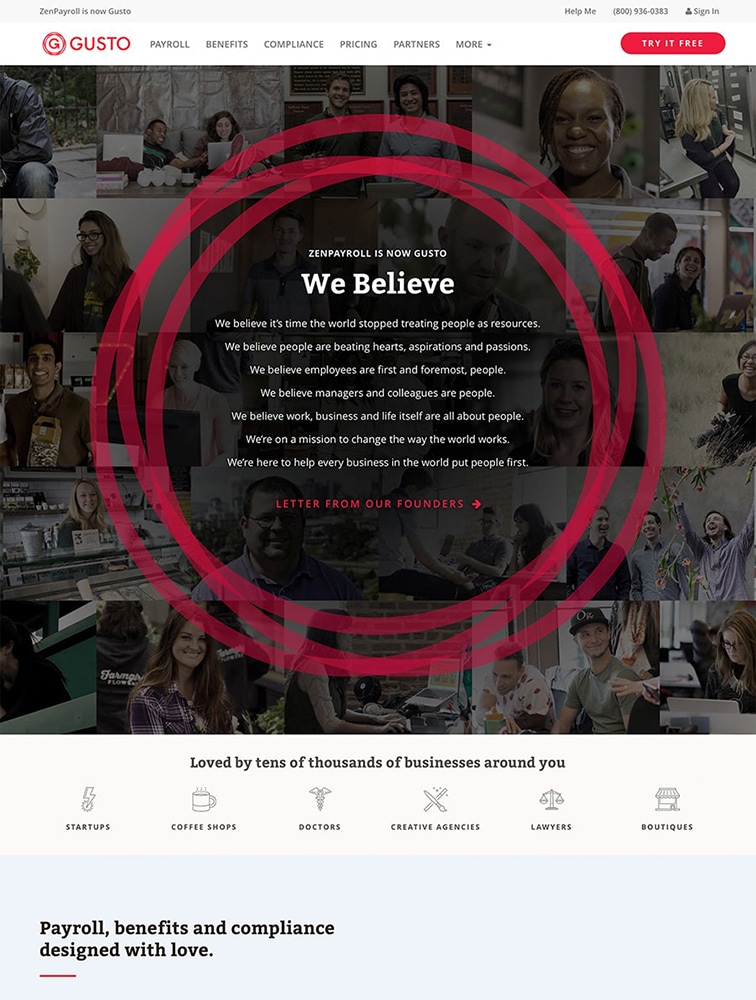 ZenPayroll is now Gusto
Help Me (800) 936-0383 Sign In
G GUSTO PAYROLL BENEFITS COMPLIANCE PRICING PARTNERS MORE TRY IT FREE
ZENPAYROLL IS NOW GUSTO
We Believe
We believe it's time the world stopped treating people as resources.
We believe people are beating hearts, aspirations and passions.
We believe employees are first and foremost, people.
We believe managers and colleagues are people.
We believe work, business and life itself are all about people.
We're on a mission to change the way the world works.
We're here to help every business in the world put people first.
LETTER FROM OUR FOUNDERS
Loved by tens of thousands of businesses around you
STARTUPS COFFEE SHOPS DOCTORS CREATIVE AGENCIES LAWYERS BOUTIQUES
Payroll, benefits and compliance
designed with love.